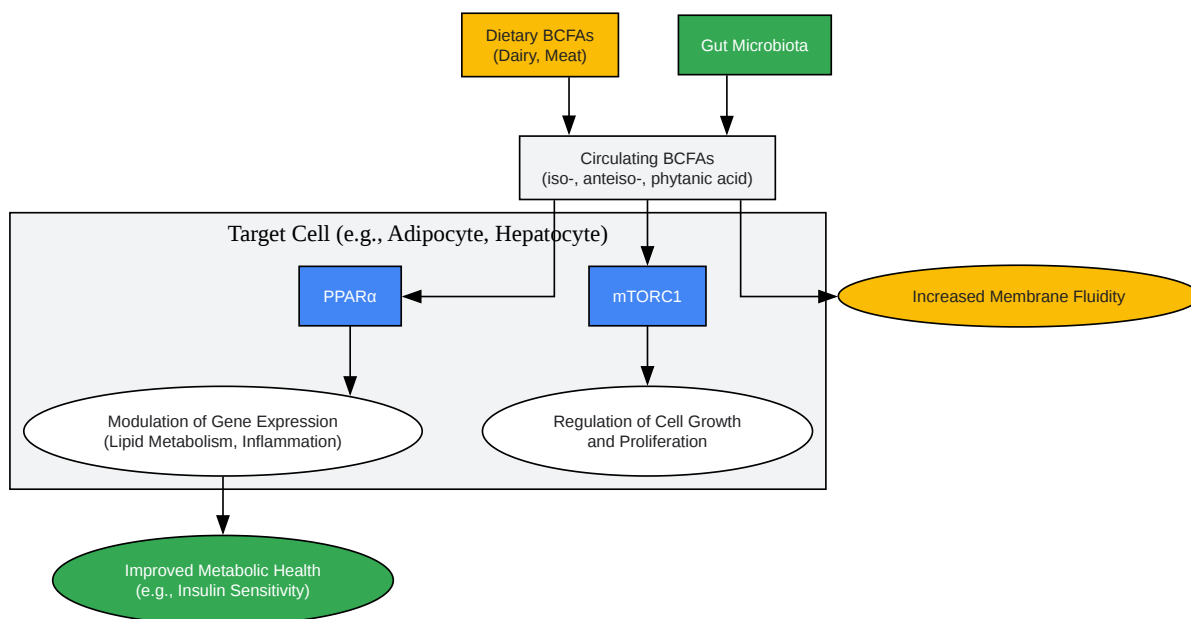 Dietary BCFAs
(Dairy, Meat)
Gut Microbiota
Circulating BCFAs
(iso-, anteiso-, phytanic acid)
Target Cell (e.g., Adipocyte, Hepatocyte)
PPARα
mTORC1
Increased Membrane Fluidity
Modulation of Gene Expression
(Lipid Metabolism, Inflammation)
Regulation of Cell Growth
and Proliferation
Improved Metabolic Health
(e.g., Insulin Sensitivity)